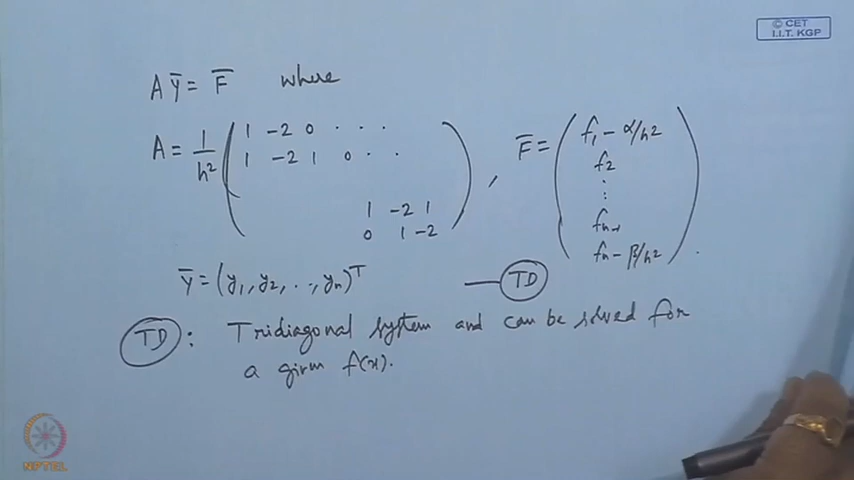 © CET
I.I.T. KGP
A Ȳ = F̄ where
A = 1/h² ( 1 -2 0 . . .
1 -2 1 0 . .
1 -2 1
0 1 -2 ) , F̄ = ( f₁ - α/h²
f₂
:
fₙ₋₁
fₙ - β/h² ) .
Ȳ = (y₁, y₂, . . , yₙ)ᵀ — TD
TD : Tridiagonal system and can be solved for
a given f(x).
NPTEL